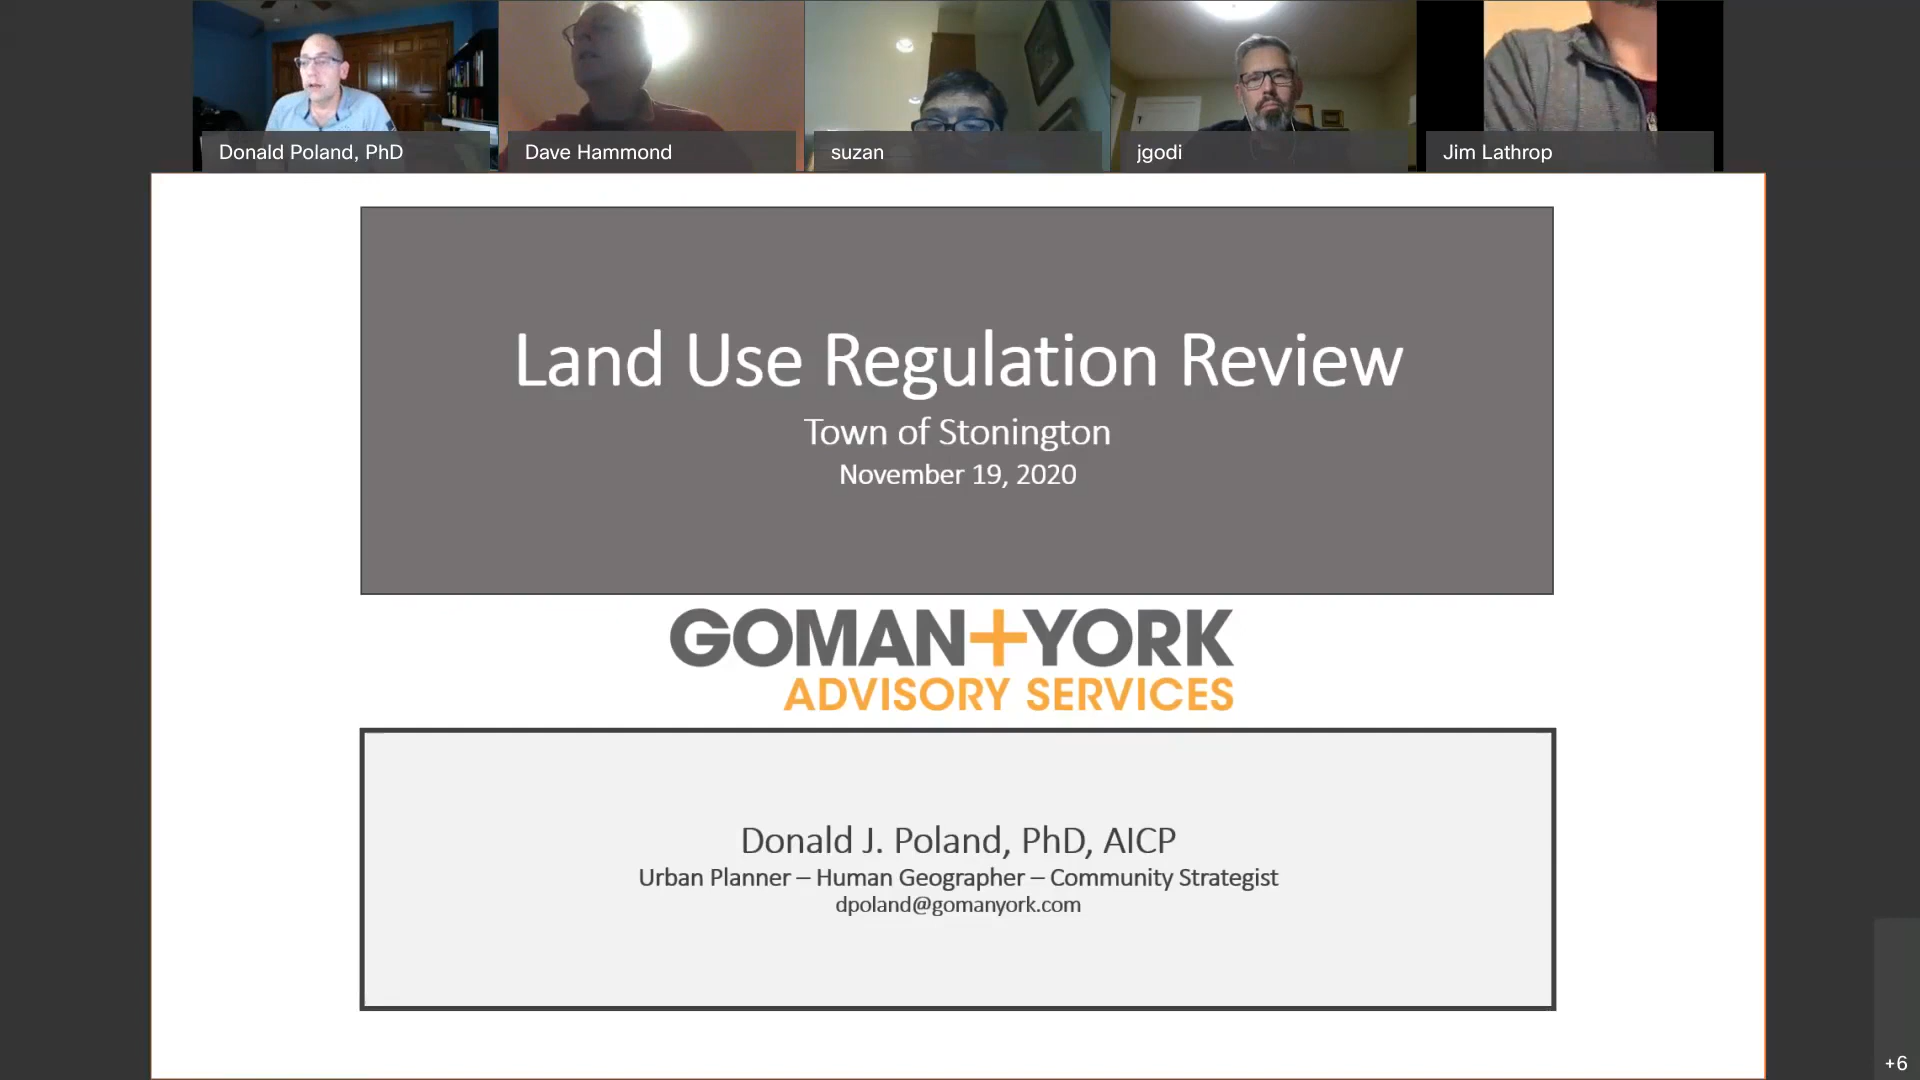 Donald Poland, PhD
Dave Hammond
suzan
jgodi
Jim Lathrop
Land Use Regulation Review
Town of Stonington
November 19, 2020
GOMAN+YORK
ADVISORY SERVICES
Donald J. Poland, PhD, AICP
Urban Planner – Human Geographer – Community Strategist
dpoland@gomanyork.com
+6